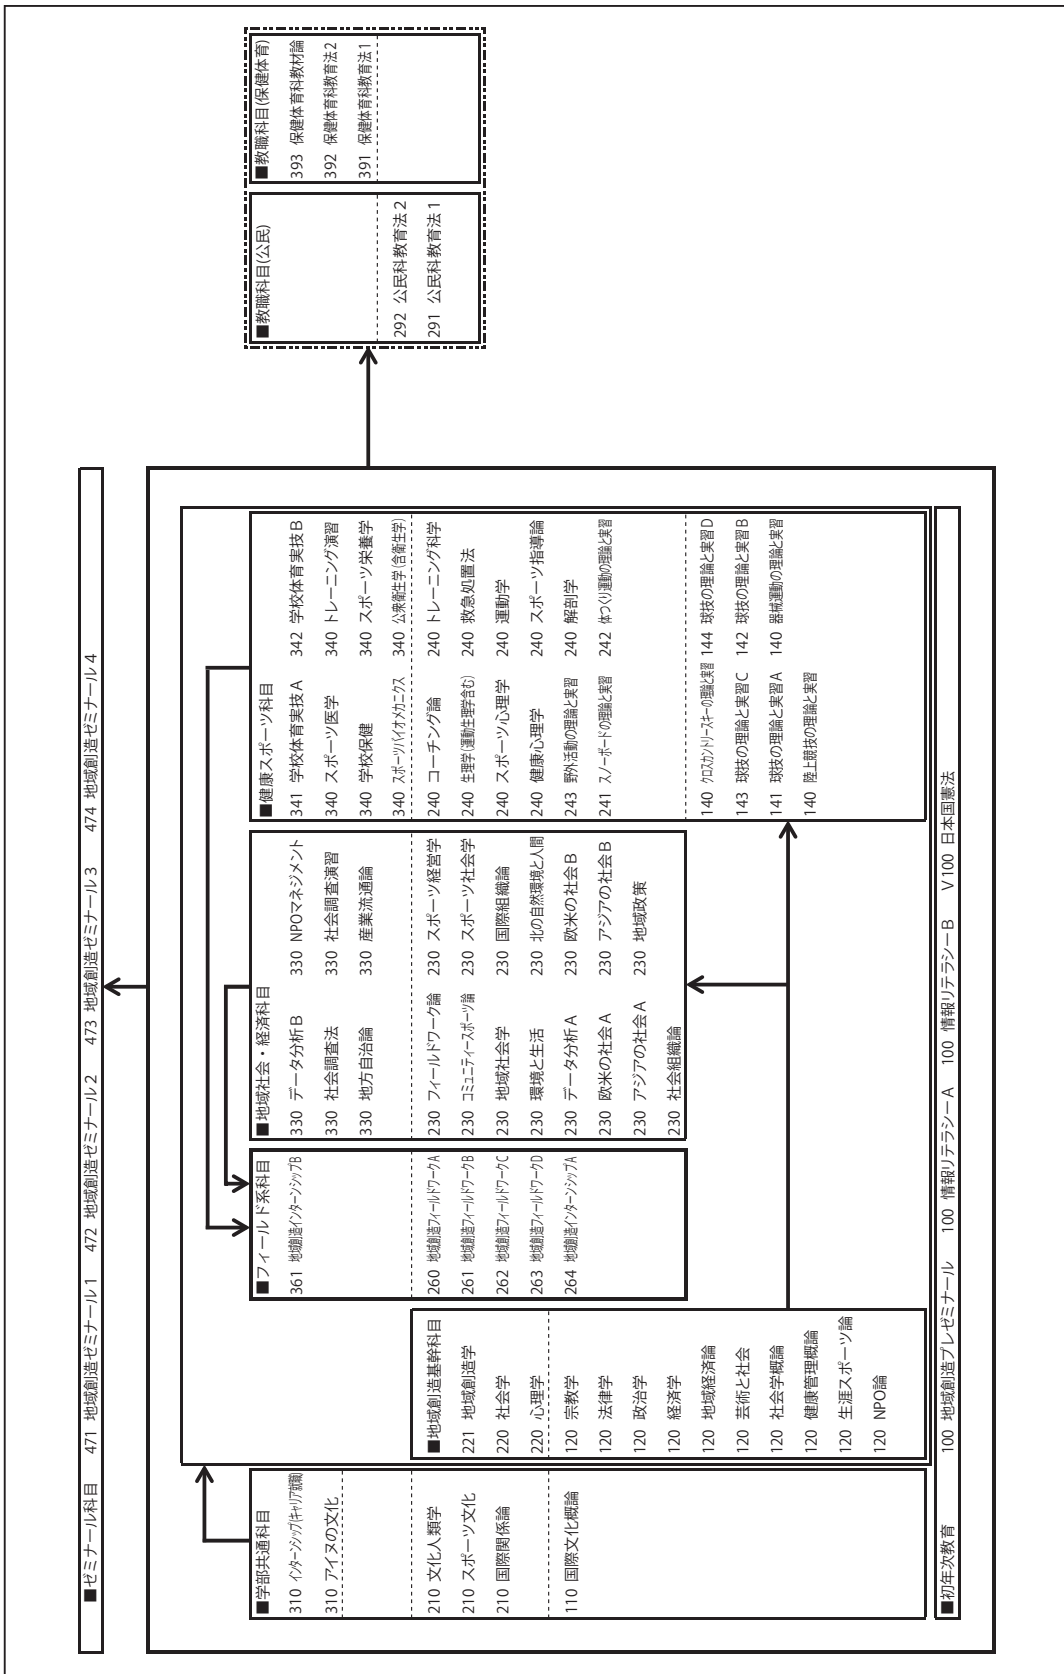 ■ゼミナール科目 471 地域創造ゼミナール1 472 地域創造ゼミナール2 473 地域創造ゼミナール3 474 地域創造ゼミナール4
■学部共通科目
310 インターンシップ(キャリア就職)
310 アイヌの文化
210 文化人類学
210 スポーツ文化
210 国際関係論
110 国際文化概論
■地域創造基幹科目
221 地域創造学
220 社会学
220 心理学
120 宗教学
120 法律学
120 政治学
120 経済学
120 地域経済論
120 芸術と社会
120 社会学概論
120 健康管理概論
120 生涯スポーツ論
120 NPO論
■フィールド系科目
361 地域創造インターンシップB
260 地域創造フィールドワークA
261 地域創造フィールドワークB
262 地域創造フィールドワークC
263 地域創造フィールドワークD
264 地域創造インターンシップA
■地域社会・経済科目
330 データ分析B 330 NPOマネジメント
330 社会調査法 330 社会調査演習
330 地方自治論 330 産業流通論
230 フィールドワーク論 230 スポーツ経営学
230 コミュニティースポーツ論 230 スポーツ社会学
230 地域社会学 230 国際組織論
230 環境と生活 230 北の自然環境と人間
230 データ分析A 230 欧米の社会B
230 欧米の社会A 230 アジアの社会B
230 アジアの社会A 230 地域政策
230 社会組織論
■健康スポーツ科目
341 学校体育実技A 342 学校体育実技B
340 スポーツ医学 340 トレーニング演習
340 学校保健 340 スポーツ栄養学
340 スポーツバイオメカニクス 340 公衆衛生学(含衛生学)
240 コーチング論 240 トレーニング科学
240 生理学(運動生理学含む) 240 救急処置法
240 スポーツ心理学 240 運動学
240 健康心理学 240 スポーツ指導論
243 野外活動の理論と実習 240 解剖学
241 スノーボードの理論と実習 242 体つくり運動の理論と実習
140 クロスカントリースキーの理論と実習 144 球技の理論と実習D
143 球技の理論と実習C 142 球技の理論と実習B
141 球技の理論と実習A 140 器械運動の理論と実習
140 陸上競技の理論と実習
■初年次教育 100 地域創造プレゼミナール 100 情報リテラシーA 100 情報リテラシーB V100 日本国憲法
■教職科目(公民)
292 公民科教育法2
291 公民科教育法1
■教職科目(保健体育)
393 保健体育科教材論
392 保健体育科教育法2
391 保健体育科教育法1